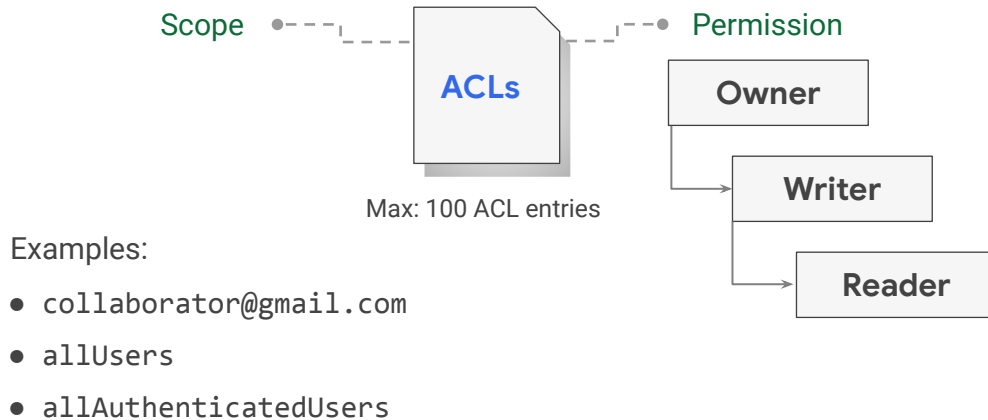 Scope
Permission
ACLs
Owner
Writer
Reader
Max: 100 ACL entries
Examples:
● collaborator@gmail.com
● allUsers
● allAuthenticatedUsers